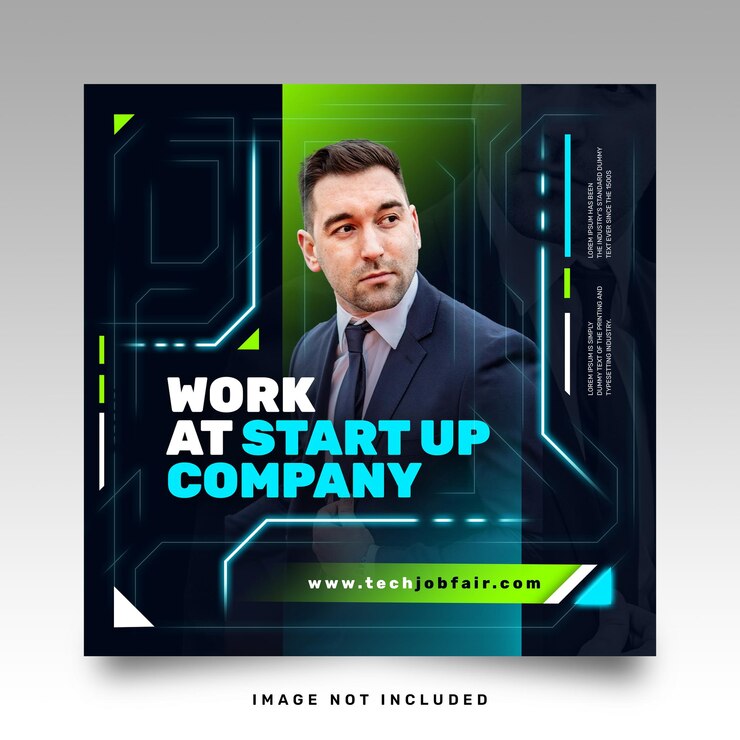 WORK
AT START UP
COMPANY
www.techjobfair.com
LOREM IPSUM HAS BEEN
THE INDUSTRY'S STANDARD DUMMY
TEXT EVER SINCE THE 1500S
LOREM IPSUM IS SIMPLY
DUMMY TEXT OF THE PRINTING AND
TYPESETTING INDUSTRY.
IMAGE NOT INCLUDED